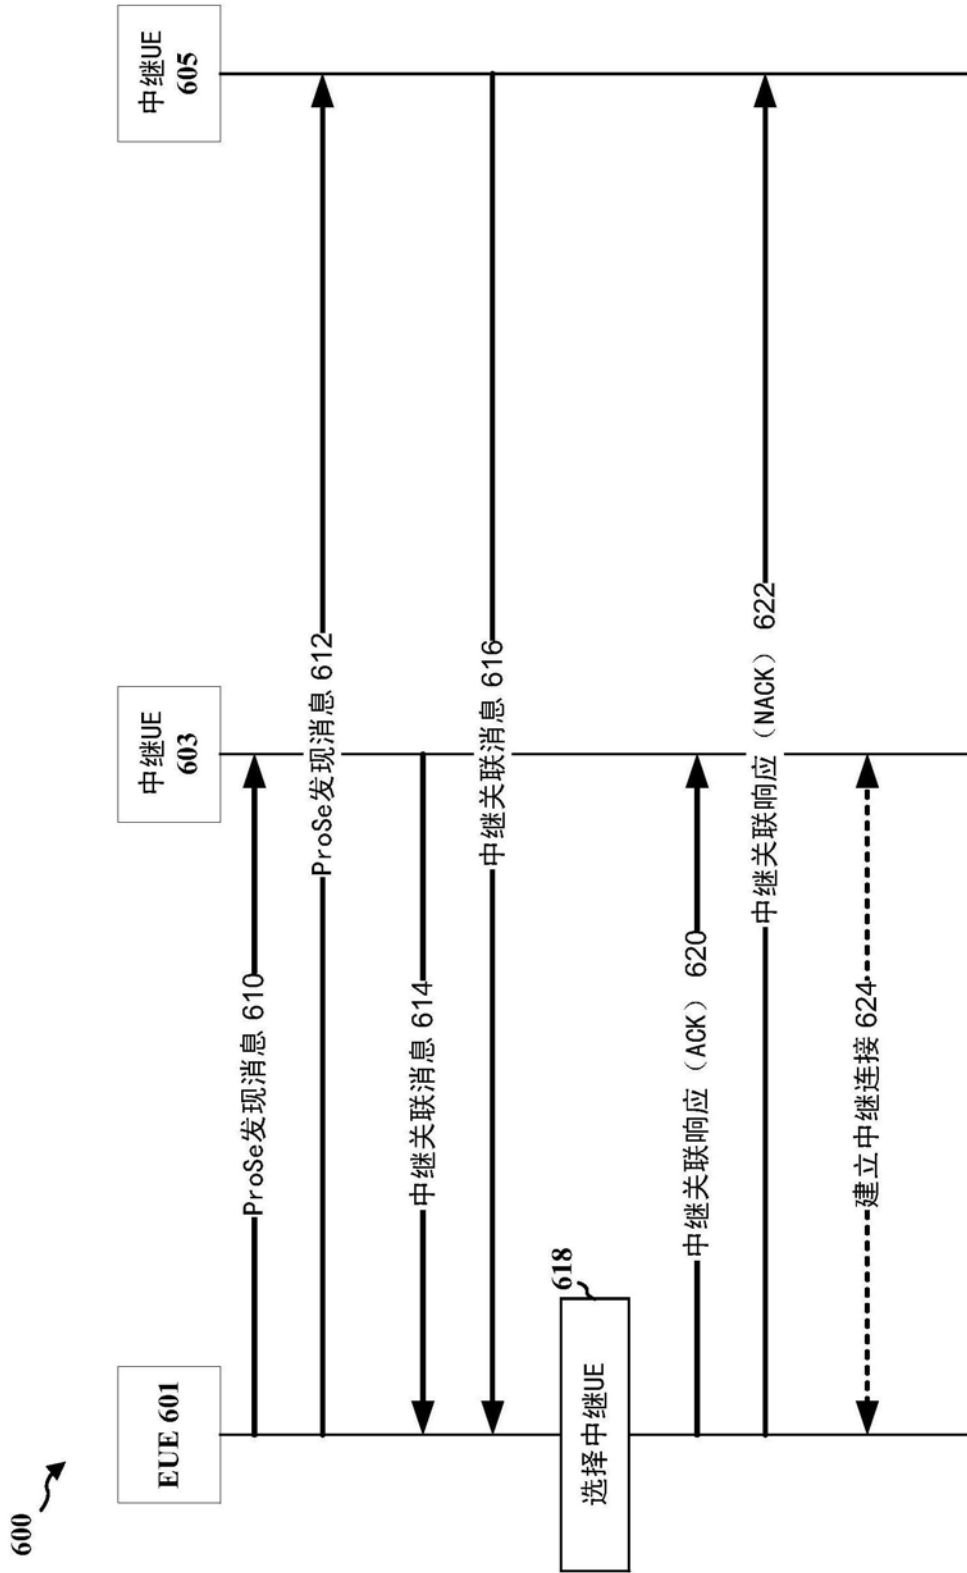 600
EUE 601
中继UE
603
中继UE
605
ProSe发现消息 610
ProSe发现消息 612
中继关联消息 614
中继关联消息 616
选择中继UE
618
中继关联响应（ACK） 620
中继关联响应（NACK） 622
建立中继连接 624